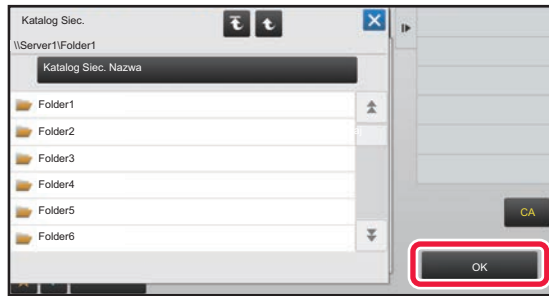 Katalog Siec.
\\Server1\Folder1
Katalog Siec. Nazwa
Folder1
Folder2
Folder3
Folder4
Folder5
Folder6
CA
OK